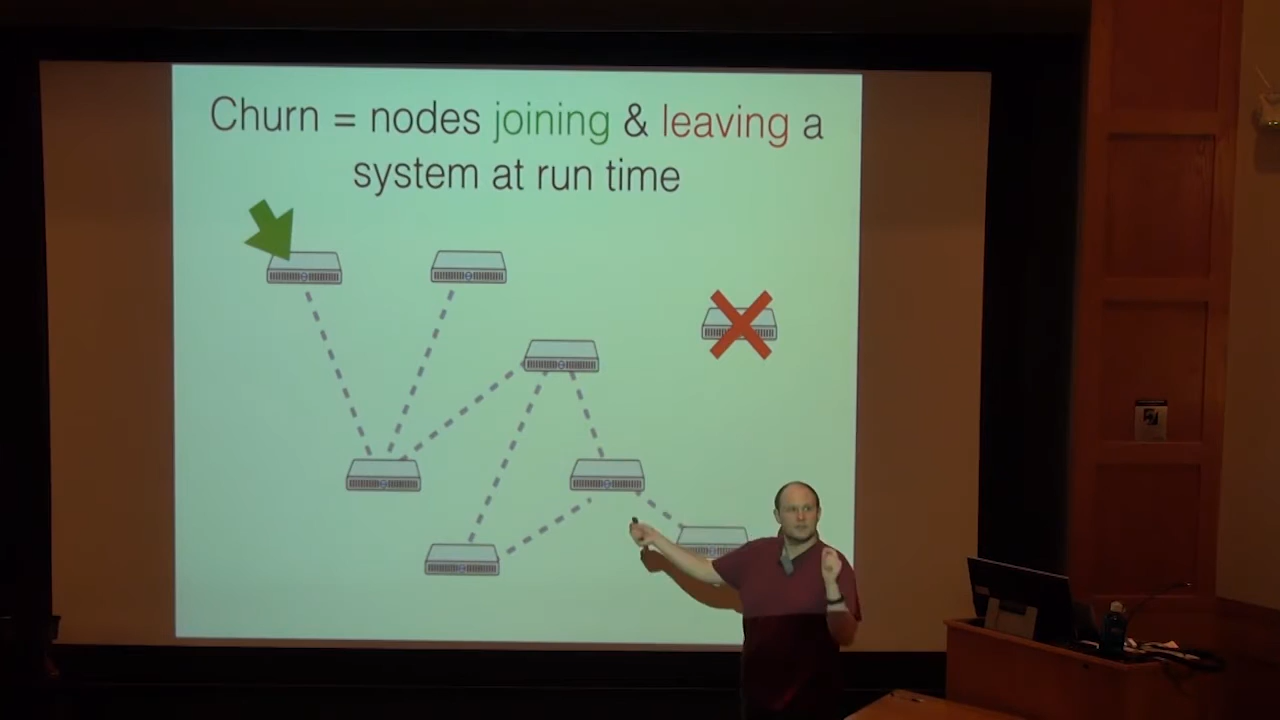 Churn = nodes joining & leaving a
system at run time